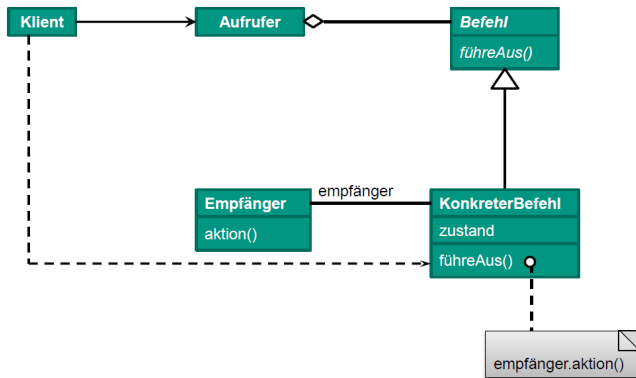 Klient
Aufrufer
Befehl
führeAus()
Empfänger
aktion()
empfänger
KonkreterBefehl
zustand
führeAus()
empfänger.aktion()